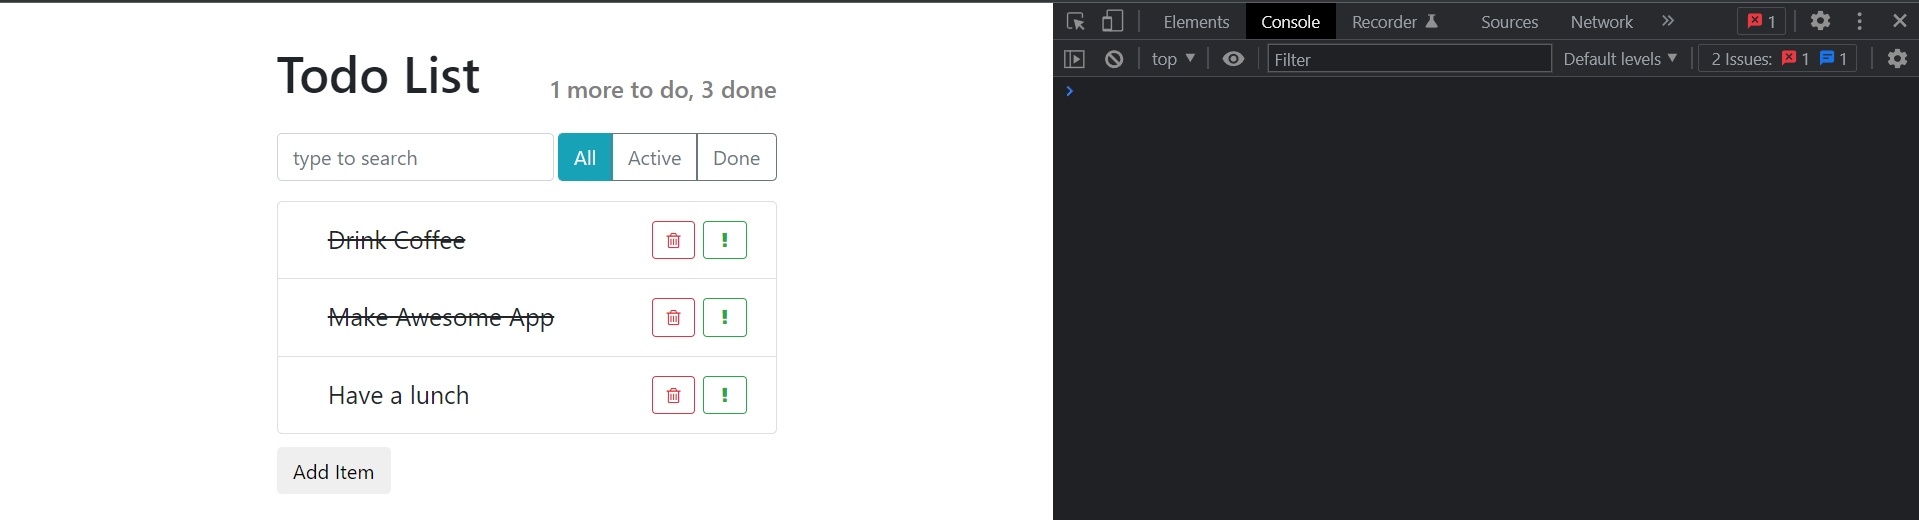 Todo List
1 more to do, 3 done
type to search
All Active Done
Drink Coffee
Make Awesome App
Have a lunch
Add Item
Elements Console Recorder Sources Network 1
top Filter Default levels 2 Issues: 1 1